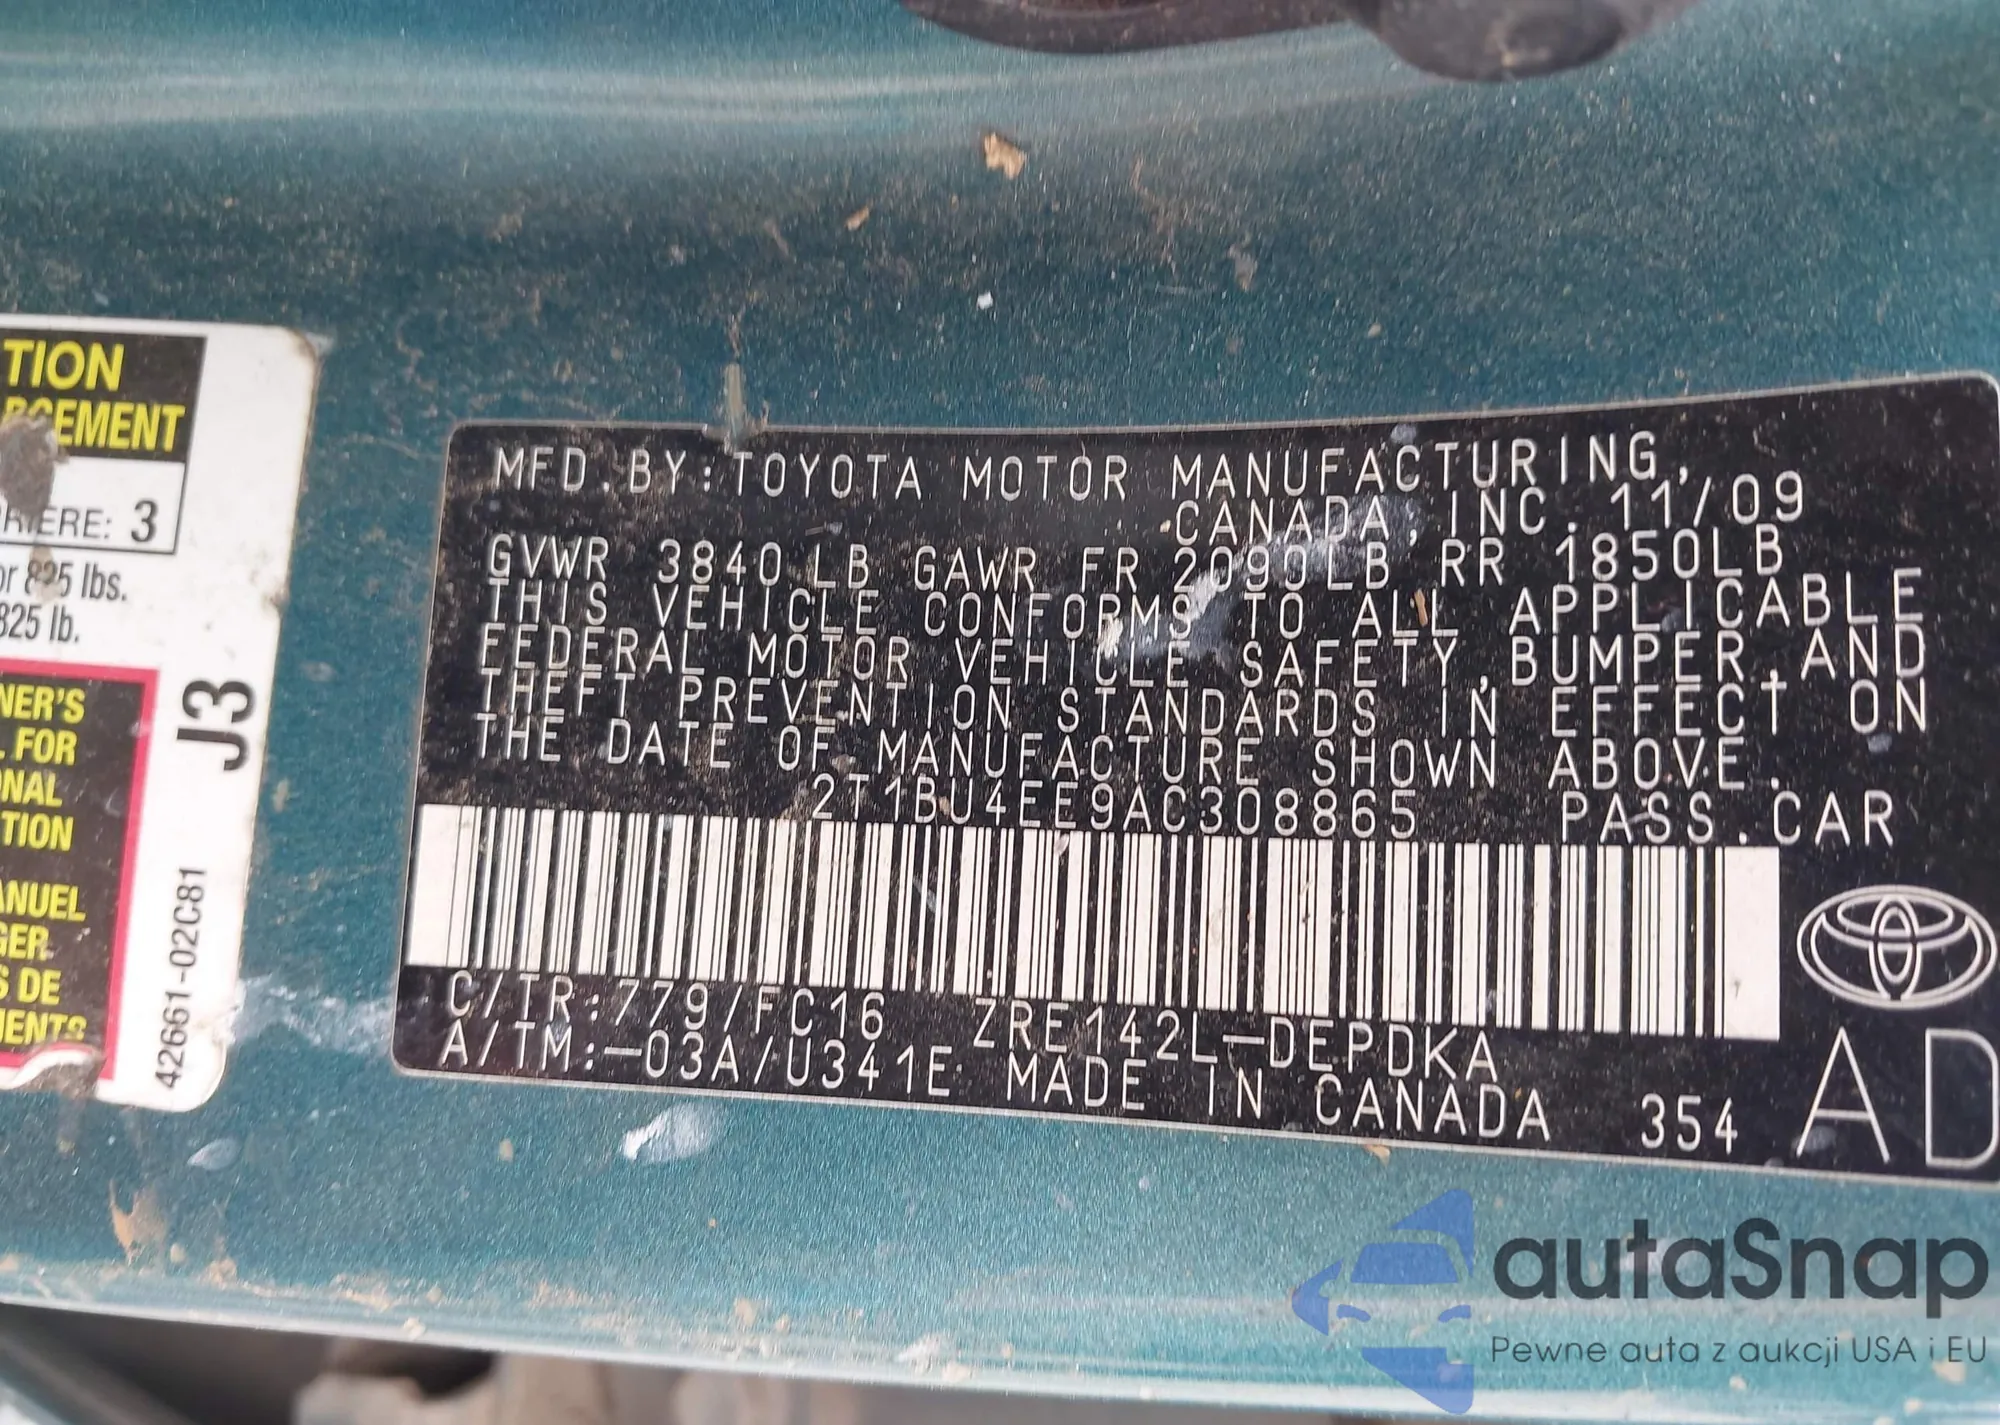 TION
RCEMENT
RIERE: 3
or 825 lbs.
825 lb.
NER'S
L FOR
ONAL
TION
ANUEL
GER
S DE
MENTS
J3
42661-02C81
MFD.BY:TOYOTA MOTOR MANUFACTURING,
CANADA, INC. 11/09
GVWR 3840 LB GAWR FR 2090LB RR 1850LB
THIS VEHICLE CONFORMS TO ALL APPLICABLE
FEDERAL MOTOR VEHICLE SAFETY,BUMPER,AND
THEFT PREVENTION STANDARDS IN EFFECT ON
THE DATE OF MANUFACTURE SHOWN ABOVE.
2T1BU4EE9AC308865 PASS.CAR
C/TR:779/FC16 ZRE142L-DEPDKA
A/TM:-03A/U341E MADE IN CANADA 354
AD
autaSnap
Pewne auta z aukcji USA i EU